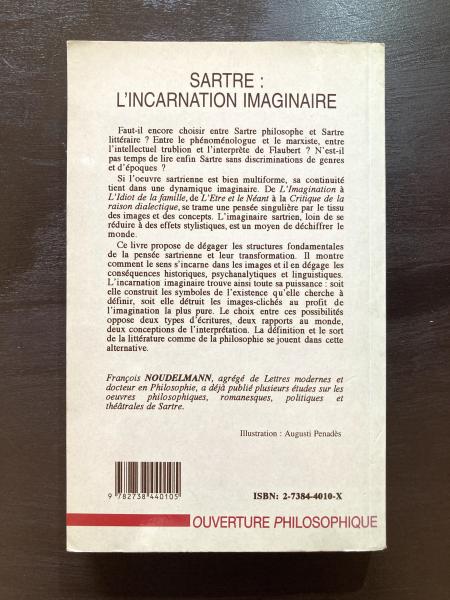 SARTRE :
L'INCARNATION IMAGINAIRE
Faut-il encore choisir entre Sartre philosophe et Sartre
littéraire ? Entre le phénoménologue et le marxiste, entre
l'intellectuel trublion et l'interprète de Flaubert ? N'est-il
pas temps de lire enfin Sartre sans discriminations de genres
et d'époques ?
Si l'oeuvre sartrienne est bien multiforme, sa continuité
tient dans une dynamique imaginaire. De L'Imagination à
L'Idiot de la famille, de L'Etre et le Néant à la Critique de la
raison dialectique, se trame une pensée singulière par le tissu
des images et des concepts. L'imaginaire sartrien, loin de se
réduire à des effets stylistiques, est un moyen de déchiffrer le
monde.
Ce livre propose de dégager les structures fondamentales
de la pensée sartrienne et leur transformation. Il montre
comment le sens s'incarne dans les images et il en dégage les
conséquences historiques, psychanalytiques et linguistiques.
L'incarnation imaginaire trouve ainsi toute sa puissance : soit
elle construit les symboles de l'existence qu'elle cherche à
définir, soit elle détruit les images-clichés au profit de
l'imagination la plus pure. Le choix entre ces possibilités
oppose deux types d'écritures, deux rapports au monde,
deux conceptions de l'interprétation. La définition et le sort
de la littérature comme de la philosophie se jouent dans cette
alternative.
François NOUDELMANN, agrégé de Lettres modernes et
docteur en Philosophie, a déjà publié plusieurs études sur les
oeuvres philosophiques, romanesques, politiques et
théâtrales de Sartre.
Illustration : Augusti Penadès
9 782738 440105
ISBN: 2-7384-4010-X
OUVERTURE PHILOSOPHIQUE